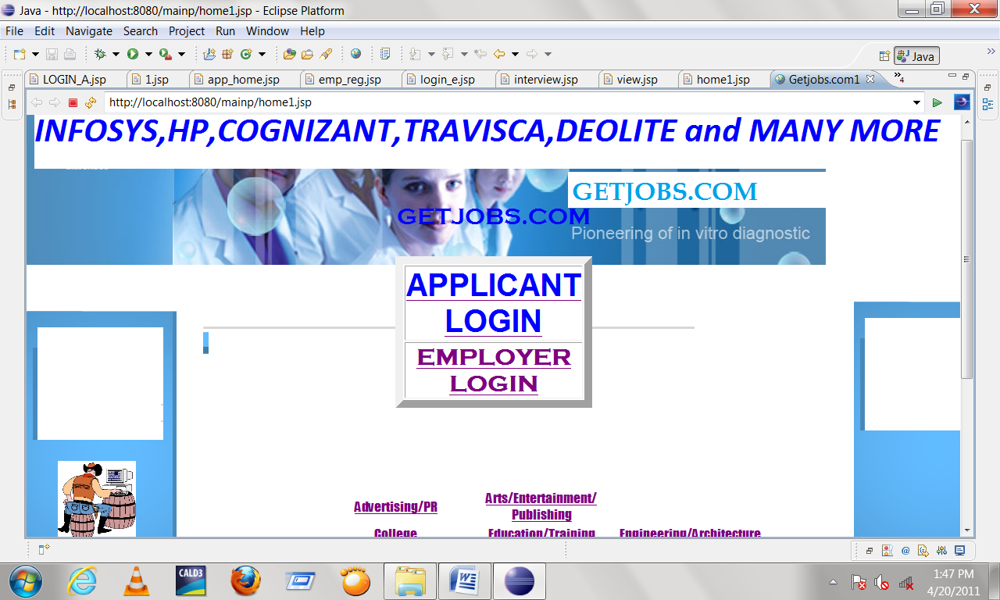 Java - http://localhost:8080/mainp/home1.jsp - Eclipse Platform
File Edit Navigate Search Project Run Window Help
Java
LOGIN_A.jsp 1.jsp app_home.jsp emp_reg.jsp login_e.jsp interview.jsp view.jsp home1.jsp Getjobs.com1 »4
http://localhost:8080/mainp/home1.jsp
INFOSYS,HP,COGNIZANT,TRAVISCA,DEOLITE and MANY MORE
GETJOBS.COM
GETJOBS.COM
Pioneering of in vitro diagnostic
APPLICANT
LOGIN
EMPLOYER
LOGIN
Advertising/PR
Arts/Entertainment/
Publishing
College Education/Training Engineering/Architecture
CALD3
1:47 PM
4/20/2011